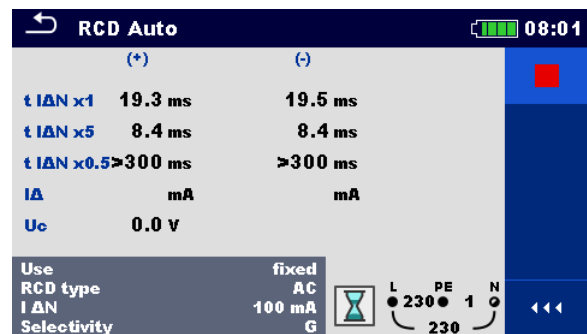 RCD Auto 08:01
(+) (-)
t IΔN x1 19.3 ms 19.5 ms
t IΔN x5 8.4 ms 8.4 ms
t IΔN x0.5 >300 ms >300 ms
IΔ mA mA
Uc 0.0 V
Use fixed
RCD type AC
I ΔN 100 mA
Selectivity G
L PE N
230 1
230